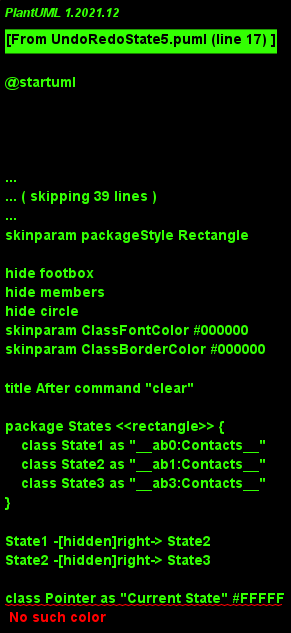 PlantUML 1.2021.12
[From UndoRedoState5.puml (line 17) ]
@startuml
...
... ( skipping 39 lines )
...
skinparam packageStyle Rectangle
hide footbox
hide members
hide circle
skinparam ClassFontColor #000000
skinparam ClassBorderColor #000000
title After command "clear"
package States <<rectangle>> {
class State1 as "__ab0:Contacts__"
class State2 as "__ab1:Contacts__"
class State3 as "__ab3:Contacts__"
}
State1 -[hidden]right-> State2
State2 -[hidden]right-> State3
class Pointer as "Current State" #FFFFF
No such color